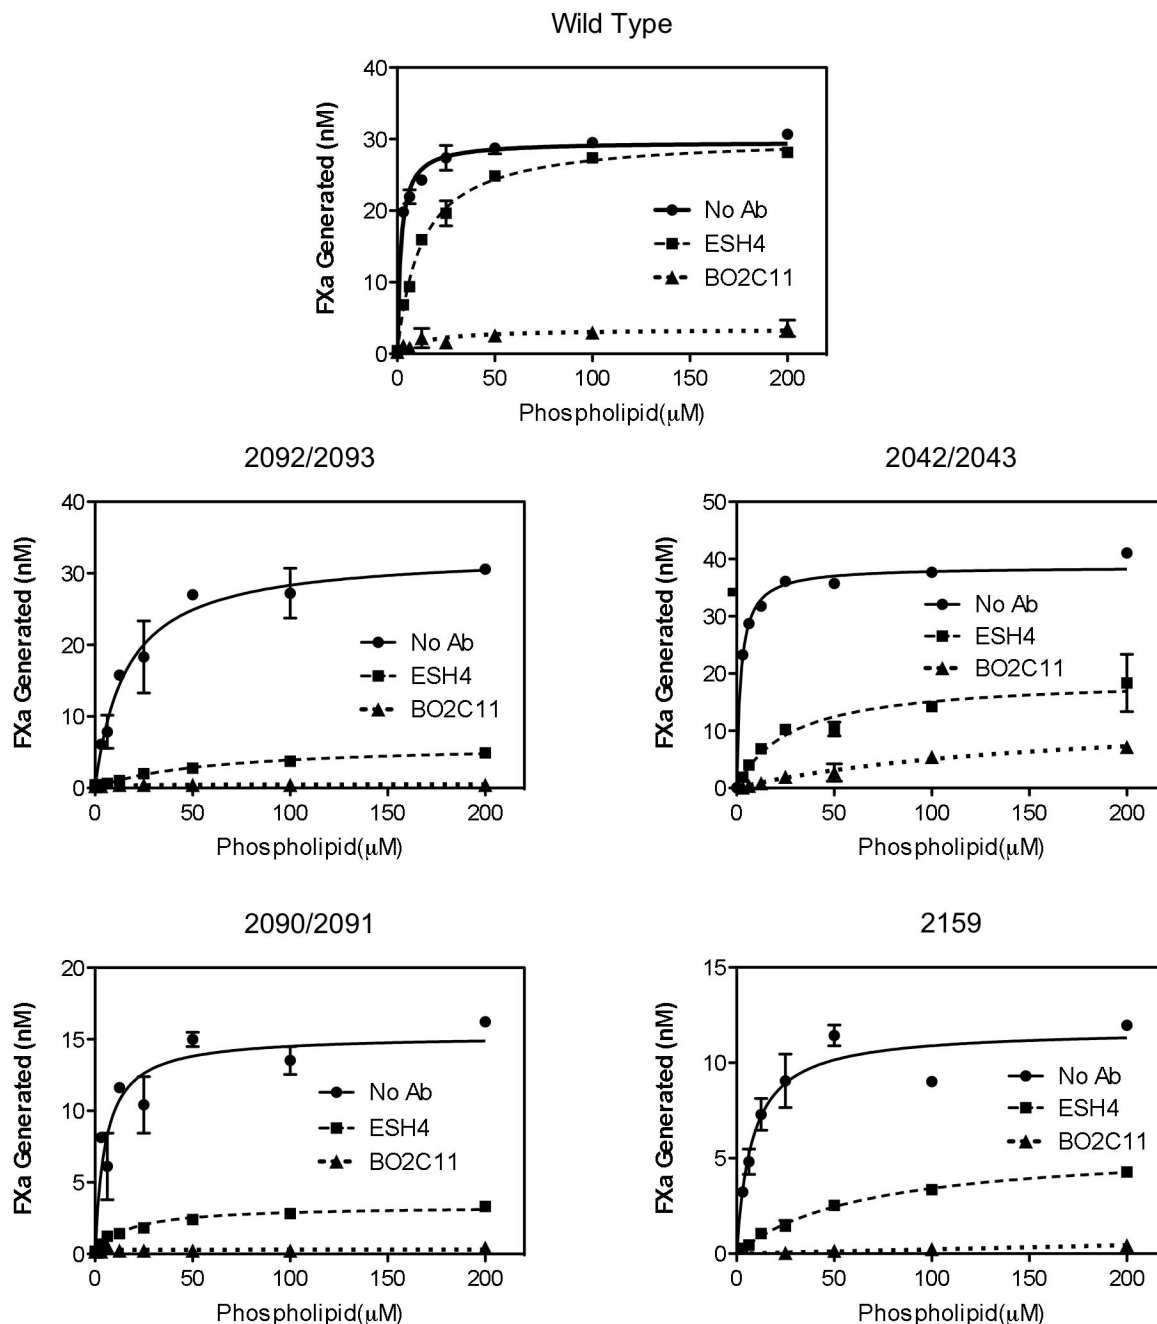 Wild Type
FXa Generated (nM)
40
30
20
10
0
No Ab
ESH4
BO2C11
0 50 100 150 200
Phospholipid(μM)
2092/2093
FXa Generated (nM)
40
30
20
10
0
No Ab
ESH4
BO2C11
0 50 100 150 200
Phospholipid(μM)
2042/2043
FXa Generated (nM)
50
40
30
20
10
0
No Ab
ESH4
BO2C11
0 50 100 150 200
Phospholipid(μM)
2090/2091
FXa Generated (nM)
20
15
10
5
0
No Ab
ESH4
BO2C11
0 50 100 150 200
Phospholipid(μM)
2159
FXa Generated (nM)
15
10
5
0
No Ab
ESH4
BO2C11
0 50 100 150 200
Phospholipid(μM)